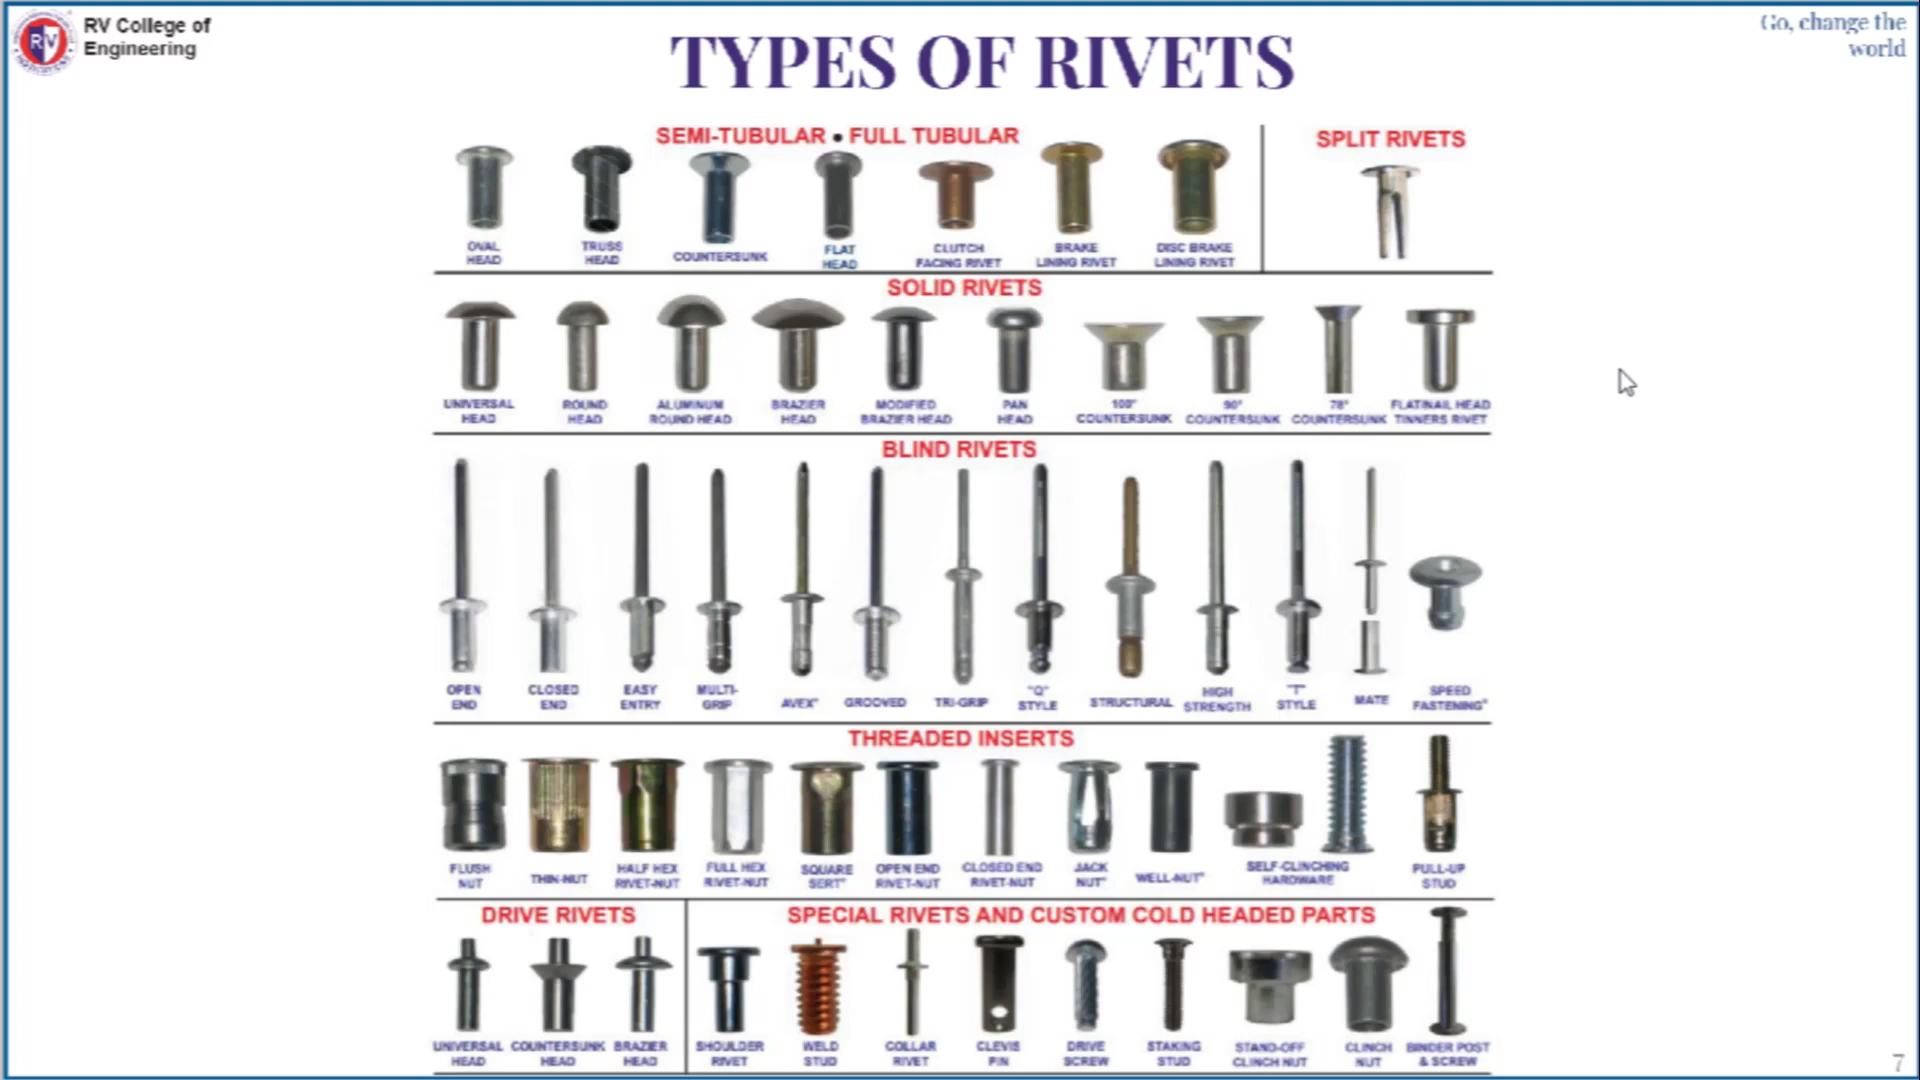 RV College of
Engineering
TYPES OF RIVETS
Go, change the
world
SEMI-TUBULAR • FULL TUBULAR
SPLIT RIVETS
OVAL
HEAD
TRUSS
HEAD
COUNTERSUNK
FLAT
HEAD
CLUTCH
FACING RIVET
BRAKE
LINING RIVET
DISC BRAKE
LINING RIVET
SOLID RIVETS
UNIVERSAL
HEAD
ROUND
HEAD
ALUMINUM
ROUND HEAD
BRAZIER
HEAD
MODIFIED
BRAZIER HEAD
PAN
HEAD
100°
COUNTERSUNK
90°
COUNTERSUNK
78°
COUNTERSUNK
FLAT/NAIL HEAD
TINNERS RIVET
BLIND RIVETS
OPEN
END
CLOSED
END
EASY
ENTRY
MULTI-
GRIP
AVEX®
GROOVED
TRI-GRIP
"Q"
STYLE
STRUCTURAL
HIGH
STRENGTH
"T"
STYLE
MATE
SPEED
FASTENING®
THREADED INSERTS
FLUSH
NUT
THIN-NUT
HALF HEX
RIVET-NUT
FULL HEX
RIVET-NUT
SQUARE
SERT®
OPEN END
RIVET-NUT
CLOSED END
RIVET-NUT
JACK
NUT®
WELL-NUT®
SELF-CLINCHING
HARDWARE
PULL-UP
STUD
DRIVE RIVETS
SPECIAL RIVETS AND CUSTOM COLD HEADED PARTS
UNIVERSAL
HEAD
COUNTERSUNK
HEAD
BRAZIER
HEAD
SHOULDER
RIVET
WELD
STUD
COLLAR
RIVET
CLEVIS
PIN
DRIVE
SCREW
STAKING
STUD
STAND-OFF
CLINCH NUT
CLINCH
NUT
BINDER POST
& SCREW
7